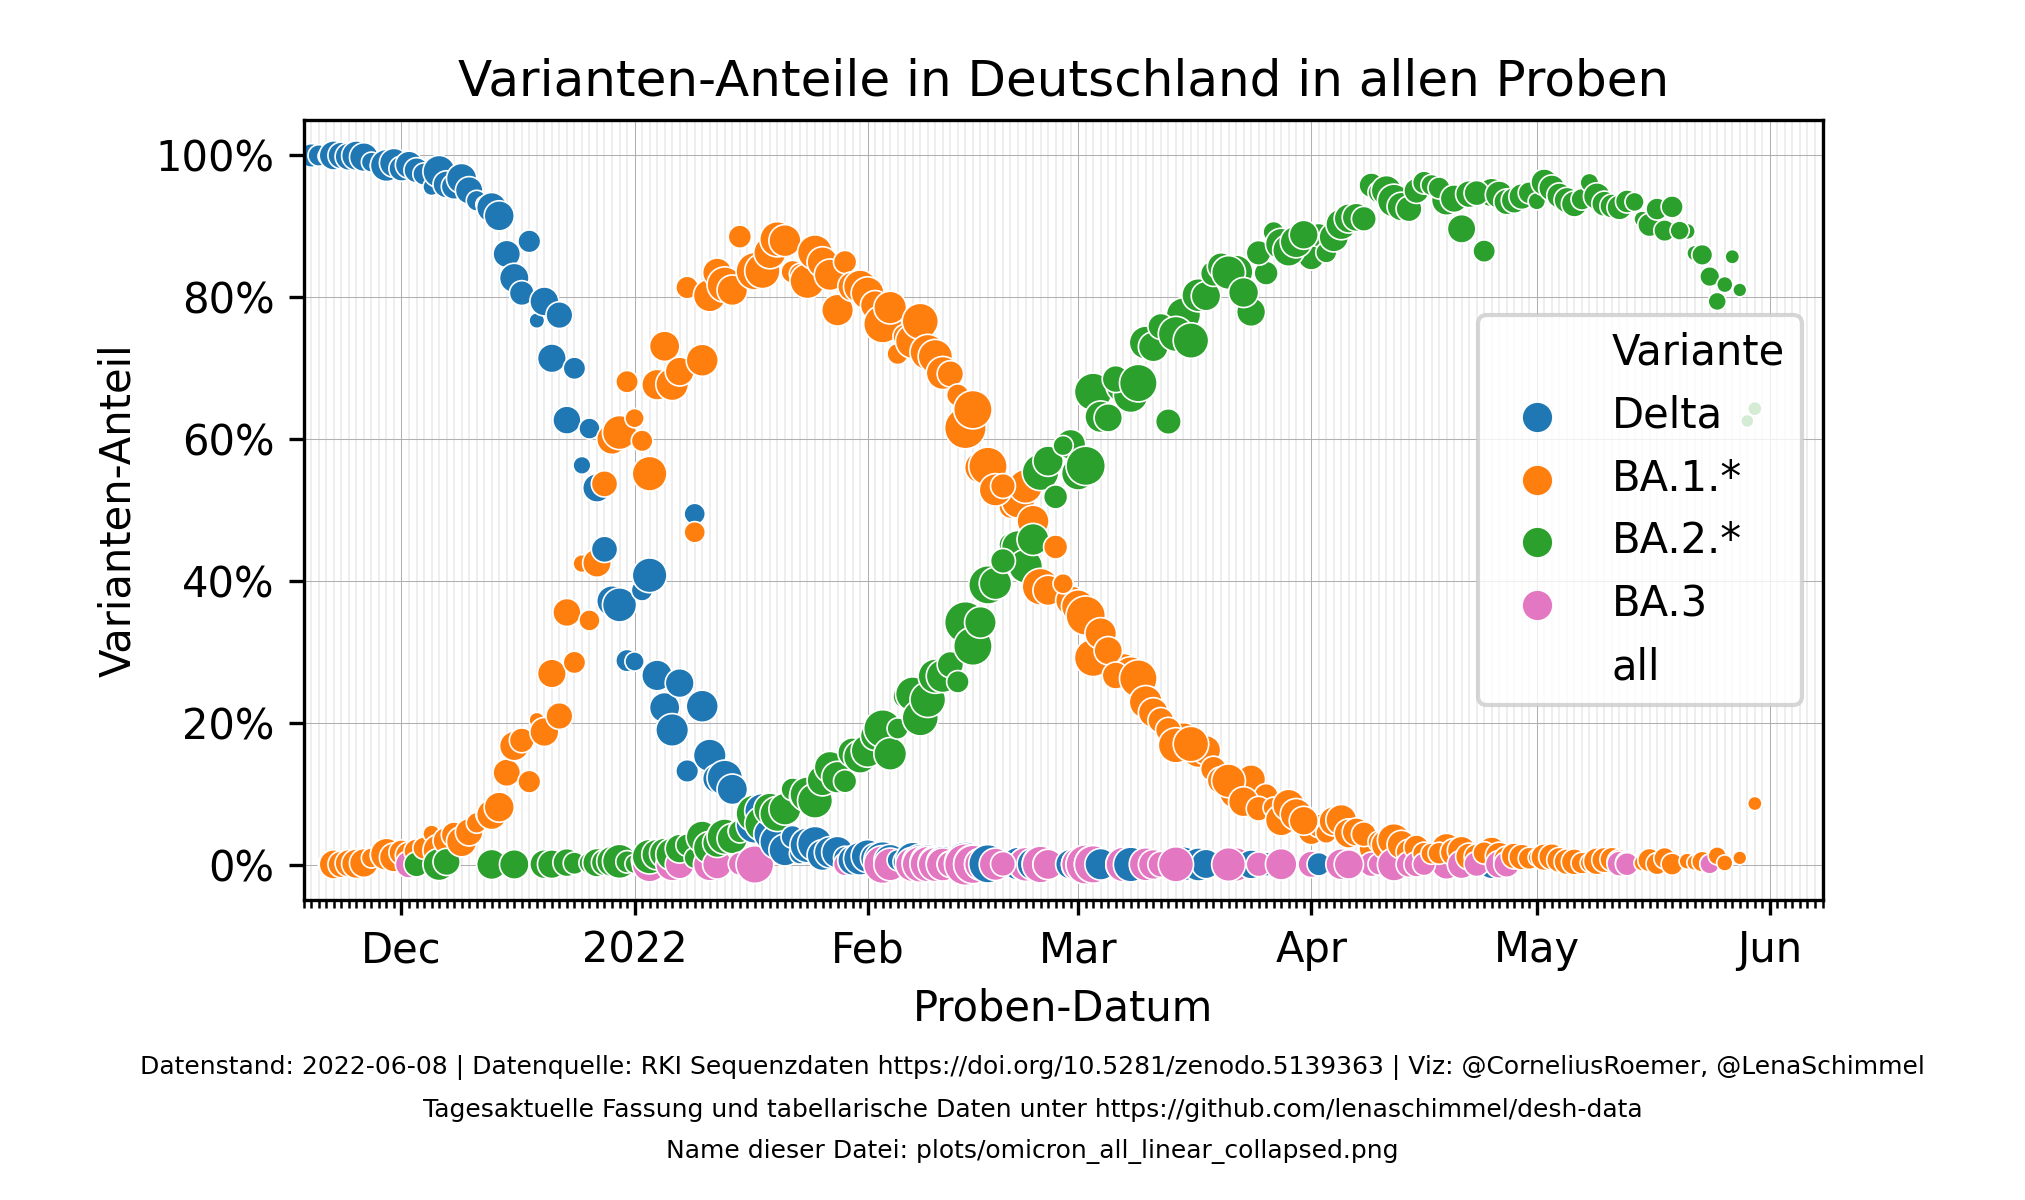 Varianten-Anteile in Deutschland in allen Proben
100%
80%
60%
40%
20%
0%
Varianten-Anteil
Variante
Delta
BA.1.*
BA.2.*
BA.3
all
Dec 2022 Feb Mar Apr May Jun
Proben-Datum
Datenstand: 2022-06-08 | Datenquelle: RKI Sequenzdaten https://doi.org/10.5281/zenodo.5139363 | Viz: @CorneliusRoemer, @LenaSchimmel
Tagesaktuelle Fassung und tabellarische Daten unter https://github.com/lenaschimmel/desh-data
Name dieser Datei: plots/omicron_all_linear_collapsed.png